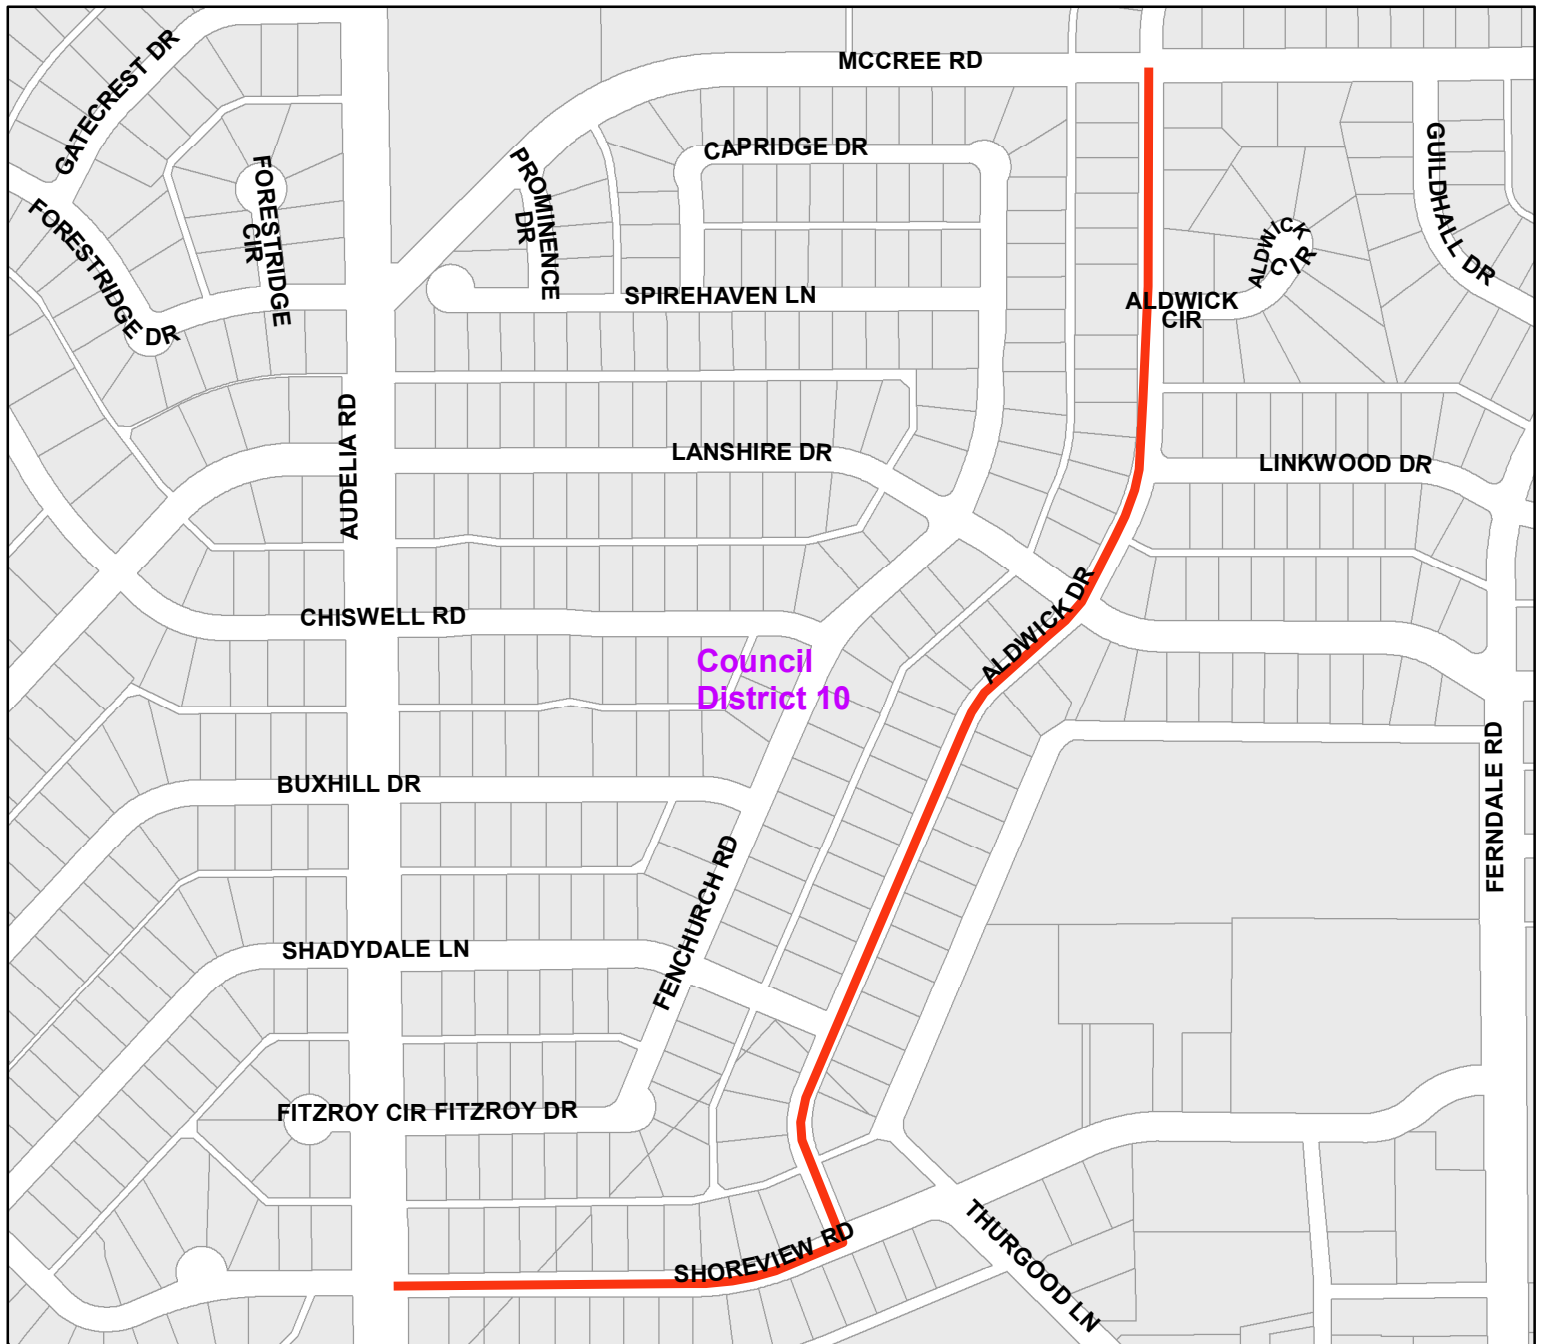 MCCREE RD
GATECREST DR
CAPRIDGE DR
PROMINENCE
DR
GUILDHALL DR
FORESTRIDGE
CIR
FORESTRIDGE DR
ALDWICK
CIR
SPIREHAVEN LN
ALDWICK
CIR
AUDELIA RD
LANSHIRE DR
LINKWOOD DR
ALDWICK DR
CHISWELL RD
Council
District 10
BUXHILL DR
FERNDALE RD
FENCHURCH RD
SHADYDALE LN
FITZROY CIR
FITZROY DR
SHOREVIEW RD
THURGOOD LN